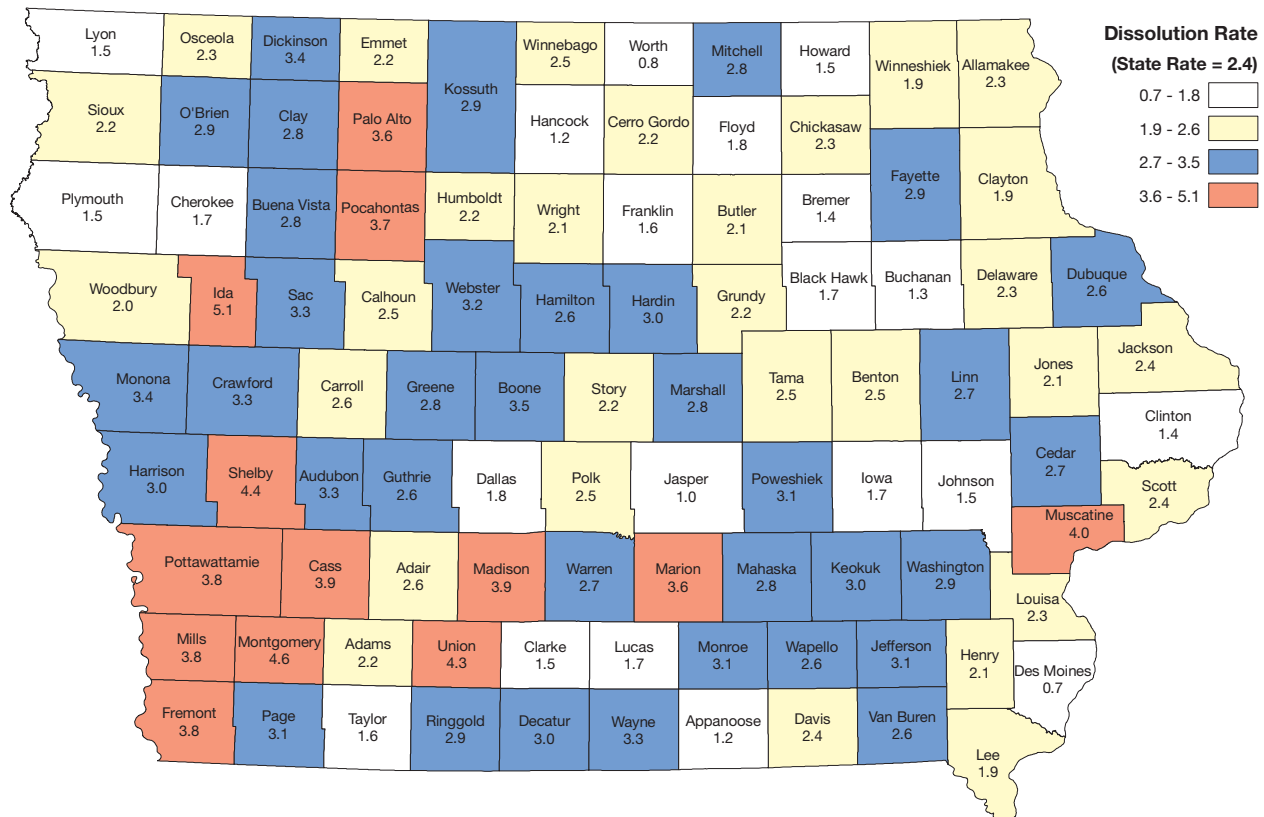 Dissolution Rate
(State Rate = 2.4)
0.7 - 1.8
1.9 - 2.6
2.7 - 3.5
3.6 - 5.1
Lyon
1.5
Osceola
2.3
Dickinson
3.4
Emmet
2.2
Kossuth
2.9
Winnebago
2.5
Worth
0.8
Mitchell
2.8
Howard
1.5
Winneshiek
1.9
Allamakee
2.3
Sioux
2.2
O'Brien
2.9
Clay
2.8
Palo Alto
3.6
Hancock
1.2
Cerro Gordo
2.2
Floyd
1.8
Chickasaw
2.3
Fayette
2.9
Clayton
1.9
Plymouth
1.5
Cherokee
1.7
Buena Vista
2.8
Pocahontas
3.7
Humboldt
2.2
Wright
2.1
Franklin
1.6
Butler
2.1
Bremer
1.4
Woodbury
2.0
Ida
5.1
Sac
3.3
Calhoun
2.5
Webster
3.2
Hamilton
2.6
Hardin
3.0
Grundy
2.2
Black Hawk
1.7
Buchanan
1.3
Delaware
2.3
Dubuque
2.6
Monona
3.4
Crawford
3.3
Carroll
2.6
Greene
2.8
Boone
3.5
Story
2.2
Marshall
2.8
Tama
2.5
Benton
2.5
Linn
2.7
Jones
2.1
Jackson
2.4
Clinton
1.4
Harrison
3.0
Shelby
4.4
Audubon
3.3
Guthrie
2.6
Dallas
1.8
Polk
2.5
Jasper
1.0
Poweshiek
3.1
Iowa
1.7
Johnson
1.5
Cedar
2.7
Scott
2.4
Muscatine
4.0
Pottawattamie
3.8
Cass
3.9
Adair
2.6
Madison
3.9
Warren
2.7
Marion
3.6
Mahaska
2.8
Keokuk
3.0
Washington
2.9
Louisa
2.3
Mills
3.8
Montgomery
4.6
Adams
2.2
Union
4.3
Clarke
1.5
Lucas
1.7
Monroe
3.1
Wapello
2.6
Jefferson
3.1
Henry
2.1
Des Moines
0.7
Fremont
3.8
Page
3.1
Taylor
1.6
Ringgold
2.9
Decatur
3.0
Wayne
3.3
Appanoose
1.2
Davis
2.4
Van Buren
2.6
Lee
1.9